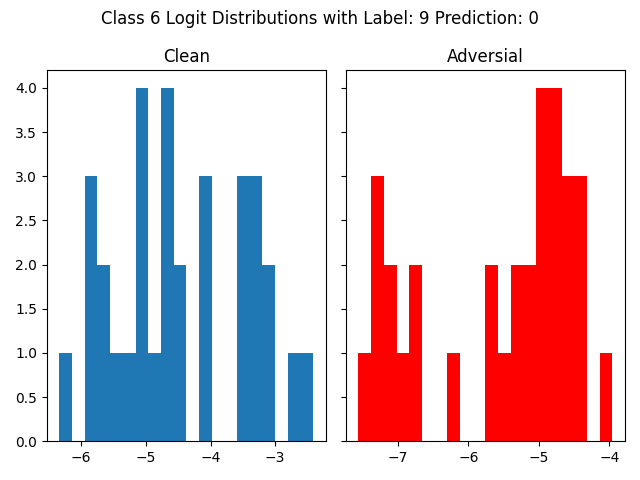 Class 6 Logit Distributions with Label: 9 Prediction: 0
Clean
Adversial
4.0
3.5
3.0
2.5
2.0
1.5
1.0
0.5
0.0
−6 −5 −4 −3
−7 −6 −5 −4